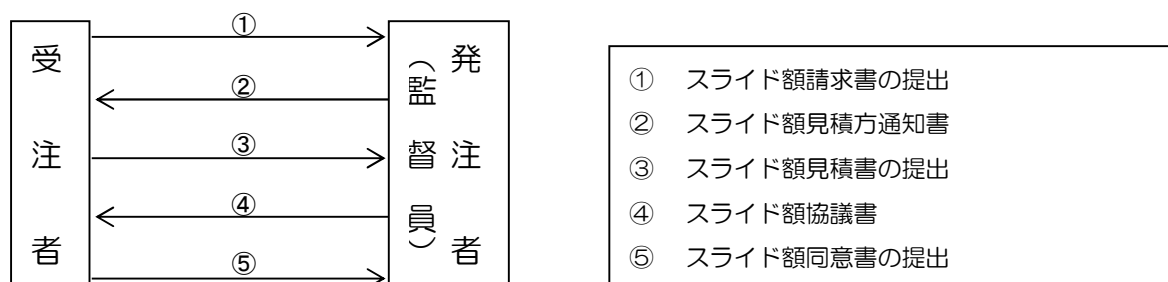 受注者
①
②
③
④
⑤
発注者
（監督員）
① スライド額請求書の提出
② スライド額見積方通知書
③ スライド額見積書の提出
④ スライド額協議書
⑤ スライド額同意書の提出